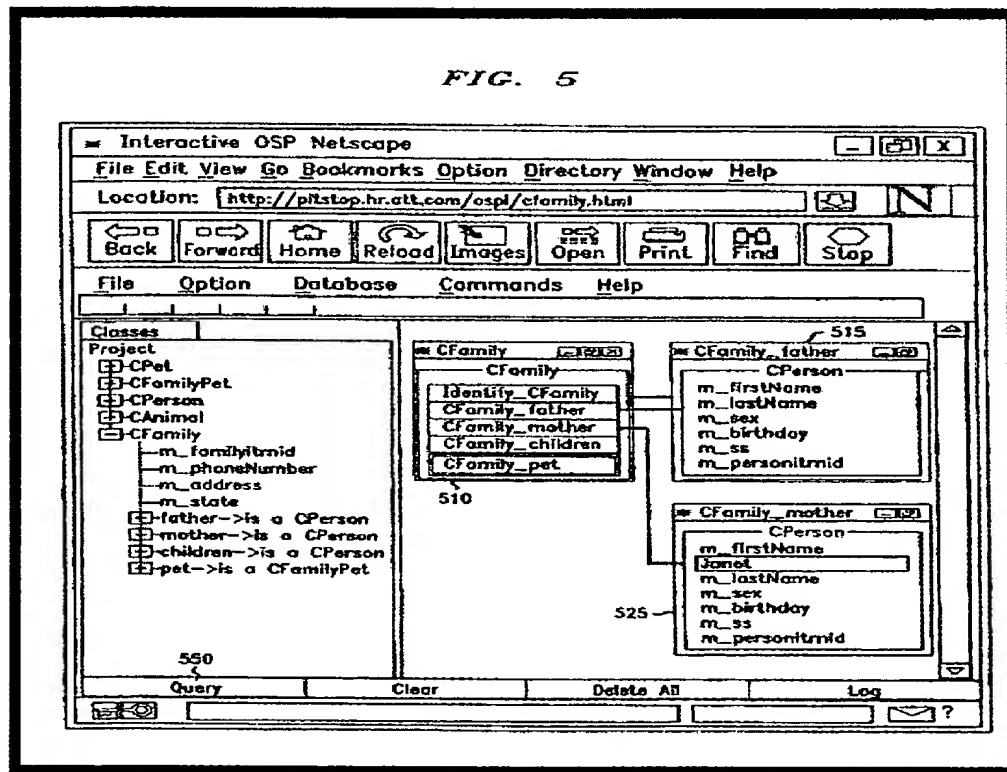 FIG. 5
Interactive OSP Netscape
File Edit View Go Bookmarks Option Directory Window Help
Location: http://pitstop.hr.att.com/ospl/cfamily.html
N
Back Forward Home Reload Images Open Print Find Stop
File Option Database Commands Help
Classes
Project
CPet
CFamilyPet
CPerson
CAnimal
CFamily
m_familyitmid
m_phoneNumber
m_address
m_state
father->is a CPerson
mother->is a CPerson
children->is a CPerson
pet->is a CFamilyPet
CFamily
CFamily
Identify_CFamily
CFamily_father
CFamily_mother
CFamily_children
CFamily_pet
510
515
CFamily_father
CPerson
m_firstName
m_lastName
m_sex
m_birthday
m_ss
m_personitmid
CFamily_mother
CPerson
m_firstName
Janet
m_lastName
m_sex
m_birthday
m_ss
m_personitmid
525
550
Query Clear Delete All Log
?